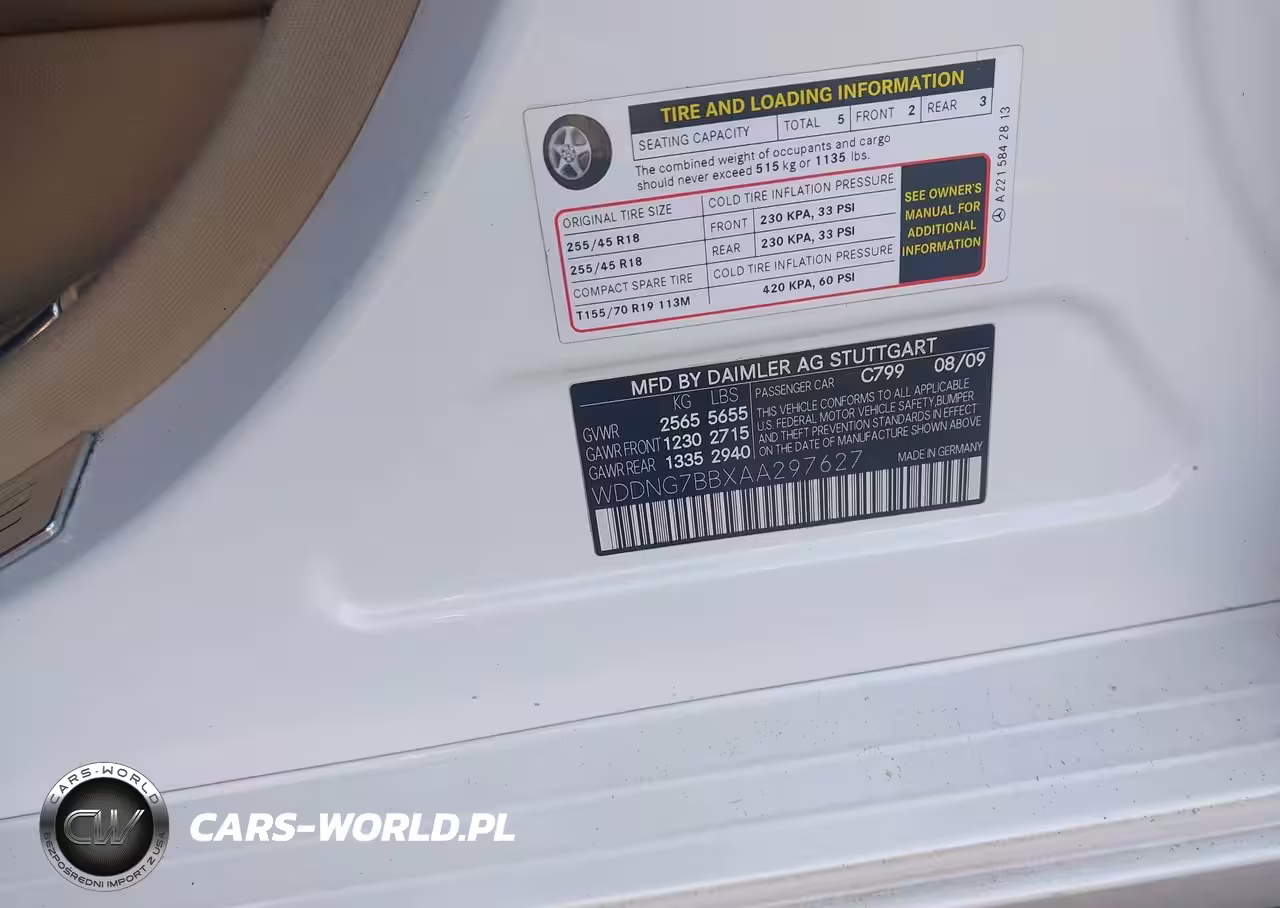 TIRE AND LOADING INFORMATION
SEATING CAPACITY TOTAL 5 FRONT 2 REAR 3
The combined weight of occupants and cargo
should never exceed 515 kg or 1135 lbs.
ORIGINAL TIRE SIZE COLD TIRE INFLATION PRESSURE
255/45 R18 FRONT 230 KPA, 33 PSI
255/45 R18 REAR 230 KPA, 33 PSI
COMPACT SPARE TIRE COLD TIRE INFLATION PRESSURE
T155/70 R19 113M 420 KPA, 60 PSI
SEE OWNER'S
MANUAL FOR
ADDITIONAL
INFORMATION
A 221 584 28 13
MFD BY DAIMLER AG STUTTGART
KG LBS PASSENGER CAR C799 08/09
GVWR 2565 5655
GAWR FRONT 1230 2715
GAWR REAR 1335 2940
THIS VEHICLE CONFORMS TO ALL APPLICABLE
U.S. FEDERAL MOTOR VEHICLE SAFETY,BUMPER
AND THEFT PREVENTION STANDARDS IN EFFECT
ON THE DATE OF MANUFACTURE SHOWN ABOVE
WDDNG7BBXAA297627 MADE IN GERMANY
CARS-WORLD
CW
BEZPOŚREDNI IMPORT Z USA
CARS-WORLD.PL